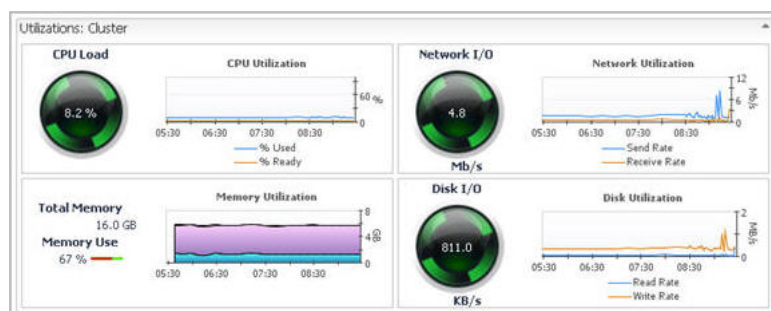 Utilizations: Cluster
CPU Load
8.2 %
CPU Utilization
60
%
05:30 06:30 07:30 08:30
% Used
% Ready
Network I/O
4.8
Mb/s
Network Utilization
12
6
0
Mb/s
05:30 06:30 07:30 08:30
Send Rate
Receive Rate
Total Memory
16.0 GB
Memory Use
67 %
Memory Utilization
8
4
0
GB
05:30 06:30 07:30 08:30
Disk I/O
811.0
KB/s
Disk Utilization
2
MB/s
05:30 06:30 07:30 08:30
Read Rate
Write Rate